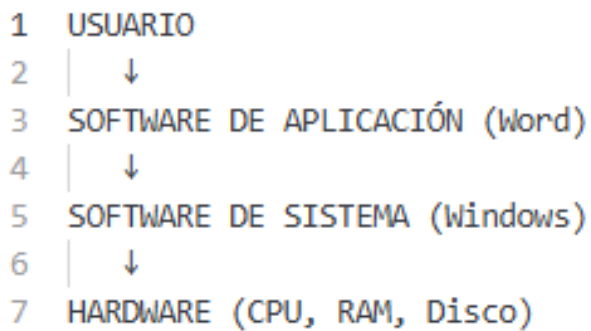 1 USUARIO
2 ↓
3 SOFTWARE DE APLICACIÓN (Word)
4 ↓
5 SOFTWARE DE SISTEMA (Windows)
6 ↓
7 HARDWARE (CPU, RAM, Disco)